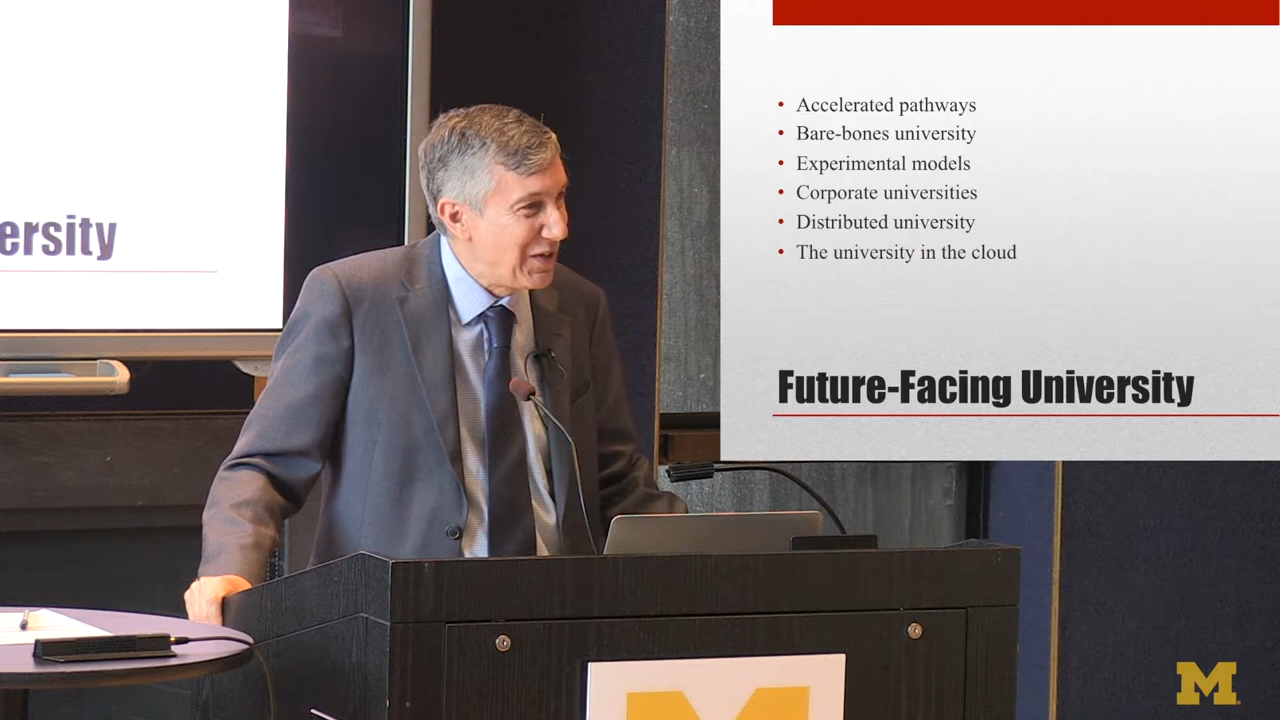 ersity
• Accelerated pathways
• Bare-bones university
• Experimental models
• Corporate universities
• Distributed university
• The university in the cloud
Future-Facing University
M
M